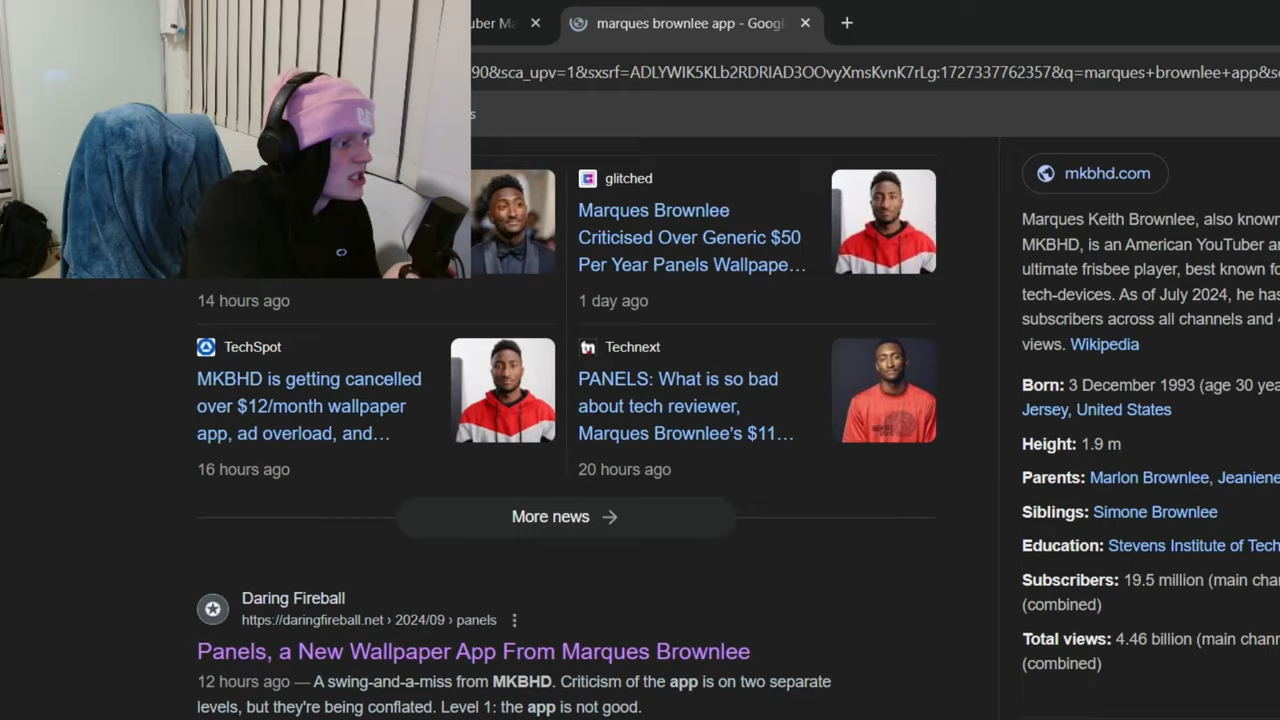 uber Ma
marques brownlee app - Goog
90&sca_upv=1&sxsrf=ADLYWIK5KLb2RDRIAD3OOvyXmsKvnK7rLg:1727337762357&q=marques+brownlee+app&s
s
glitched
Marques Brownlee
Criticised Over Generic $50
Per Year Panels Wallpape…
14 hours ago
1 day ago
TechSpot
MKBHD is getting cancelled
over $12/month wallpaper
app, ad overload, and…
16 hours ago
Technext
PANELS: What is so bad
about tech reviewer,
Marques Brownlee's $11…
20 hours ago
More news
Daring Fireball
https://daringfireball.net › 2024/09 › panels
Panels, a New Wallpaper App From Marques Brownlee
12 hours ago — A swing-and-a-miss from MKBHD. Criticism of the app is on two separate
levels, but they're being conflated. Level 1: the app is not good.
mkbhd.com
Marques Keith Brownlee, also known
MKBHD, is an American YouTuber a
ultimate frisbee player, best known fo
tech-devices. As of July 2024, he has
subscribers across all channels and 4
views. Wikipedia
Born: 3 December 1993 (age 30 yea
Jersey, United States
Height: 1.9 m
Parents: Marlon Brownlee, Jeaniene
Siblings: Simone Brownlee
Education: Stevens Institute of Tech
Subscribers: 19.5 million (main cha
(combined)
Total views: 4.46 billion (main chann
(combined)